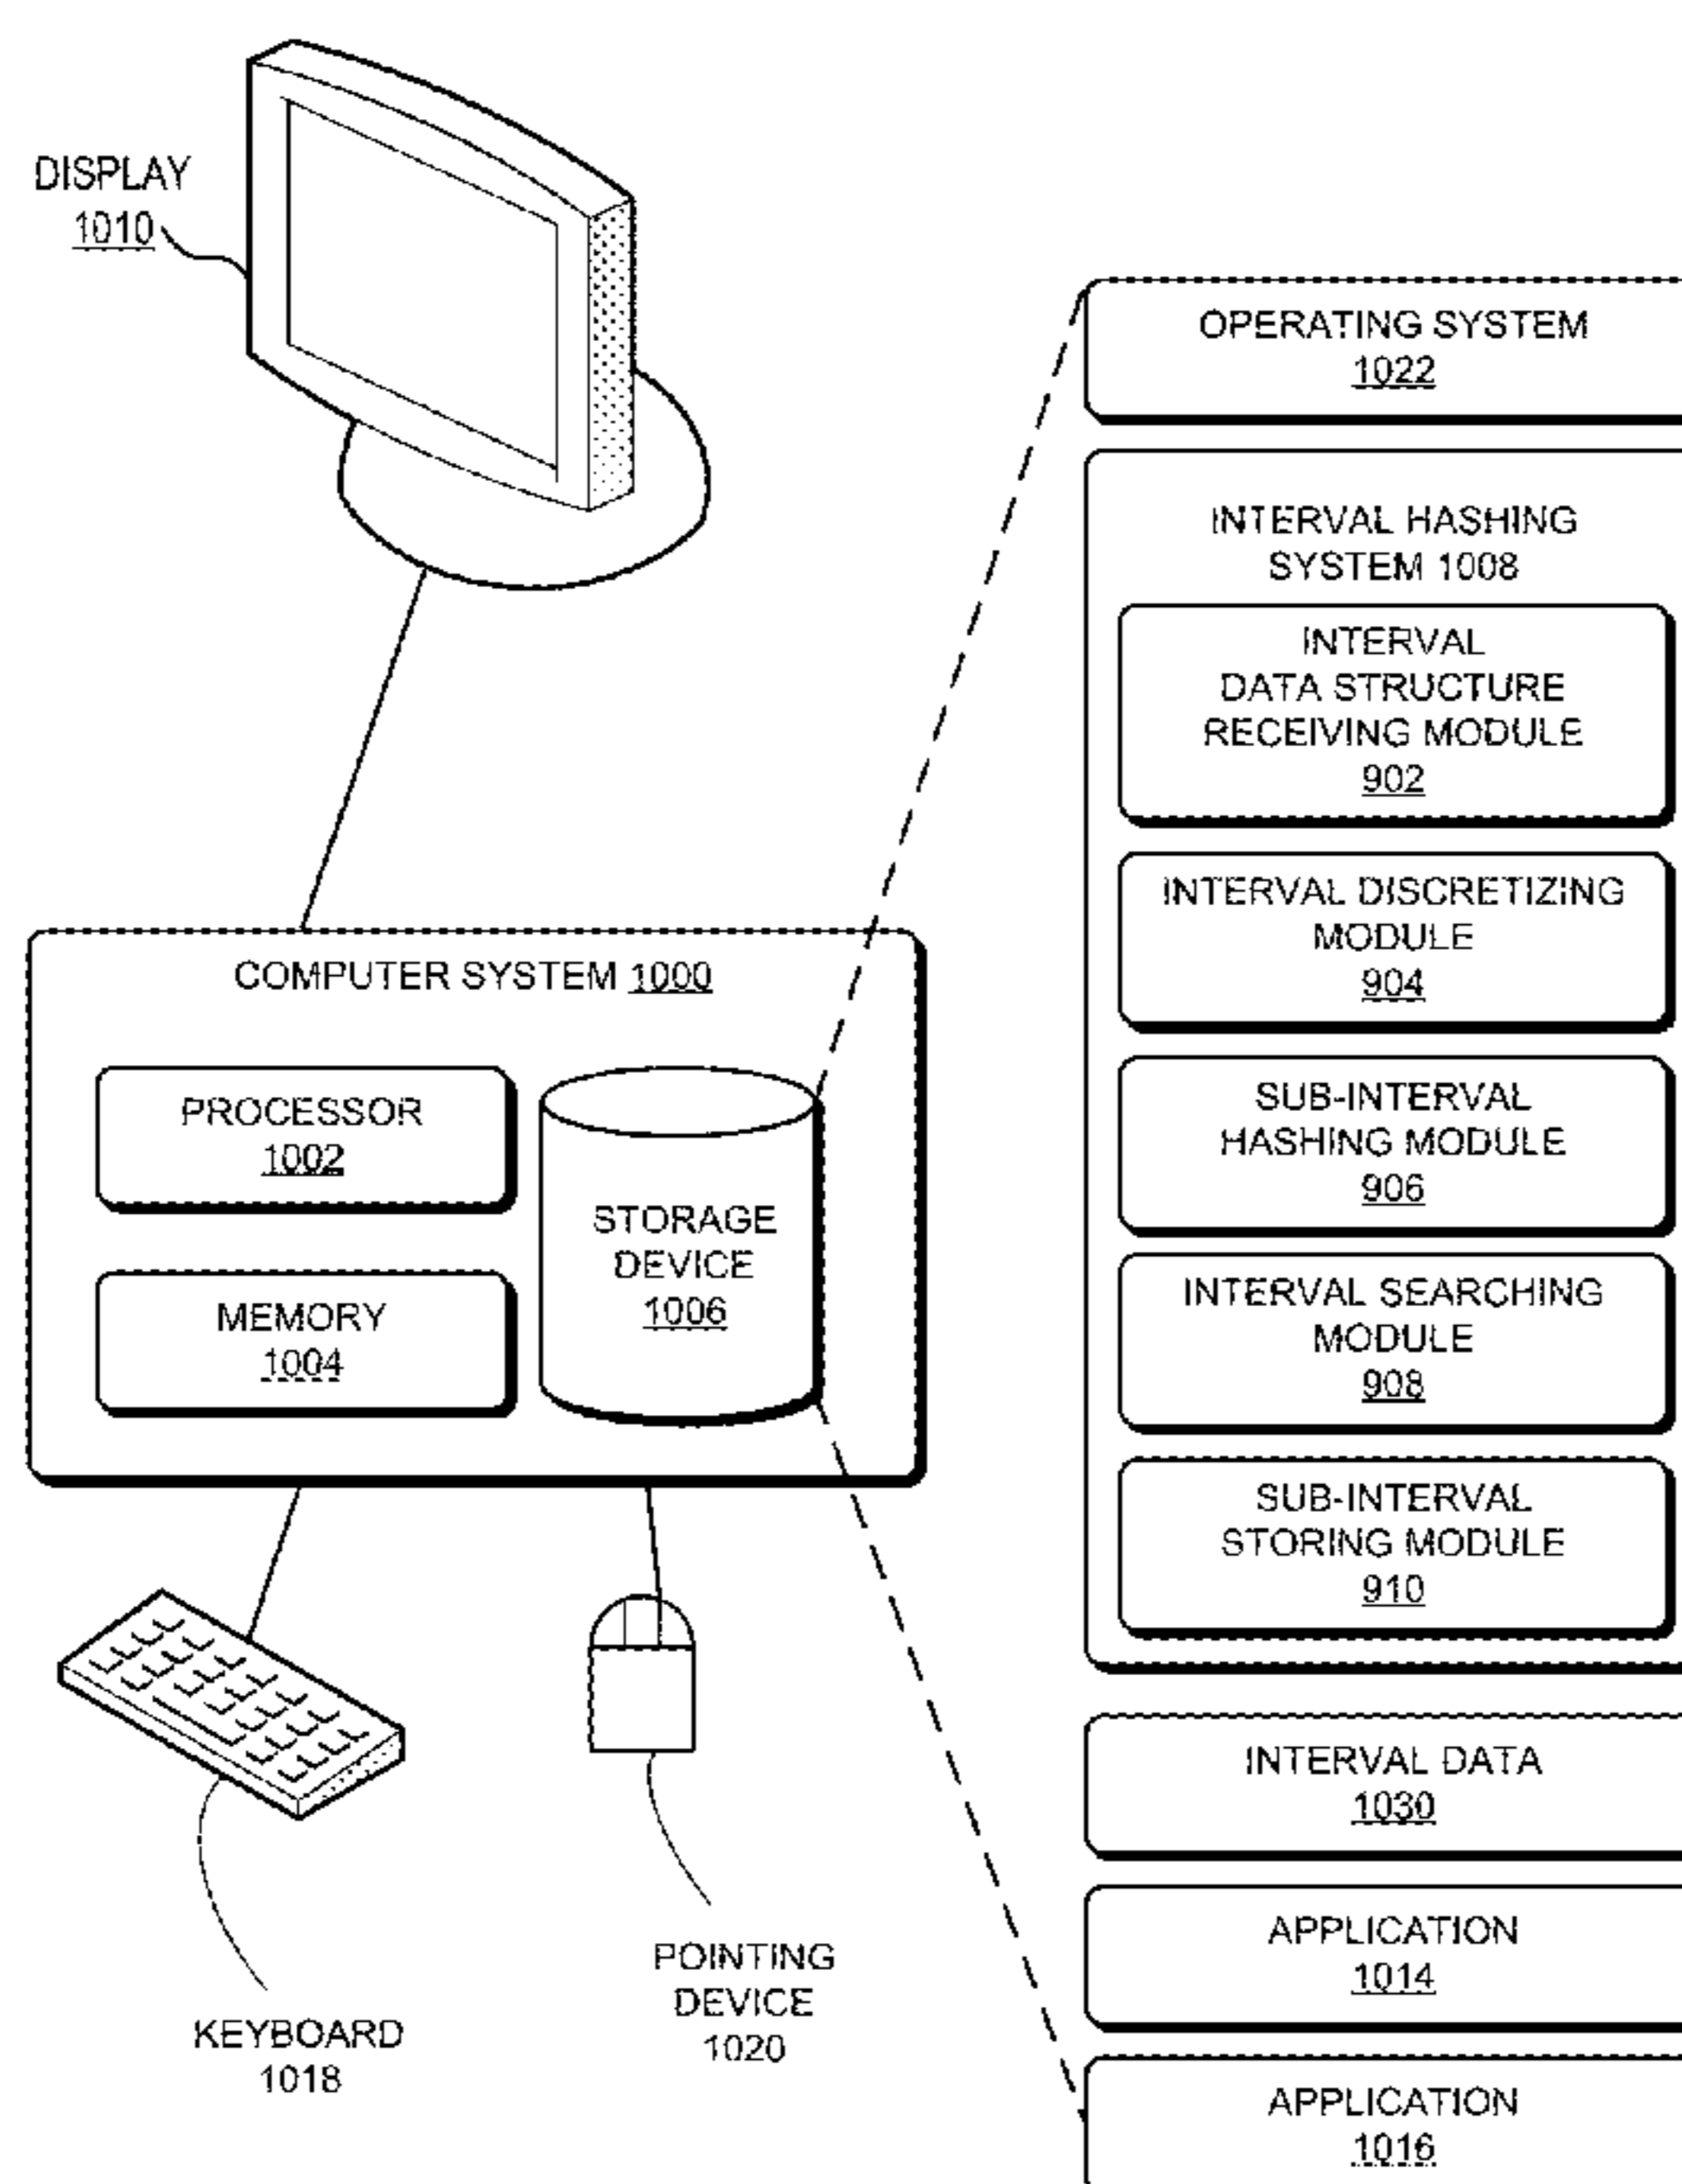 DISPLAY
1010
COMPUTER SYSTEM 1000
PROCESSOR
1002
MEMORY
1004
STORAGE
DEVICE
1006
KEYBOARD
1018
POINTING
DEVICE
1020
OPERATING SYSTEM
1022
INTERVAL HASHING
SYSTEM 1008
INTERVAL
DATA STRUCTURE
RECEIVING MODULE
902
INTERVAL DISCRETIZING
MODULE
904
SUB-INTERVAL
HASHING MODULE
906
INTERVAL SEARCHING
MODULE
908
SUB-INTERVAL
STORING MODULE
910
INTERVAL DATA
1030
APPLICATION
1014
APPLICATION
1016